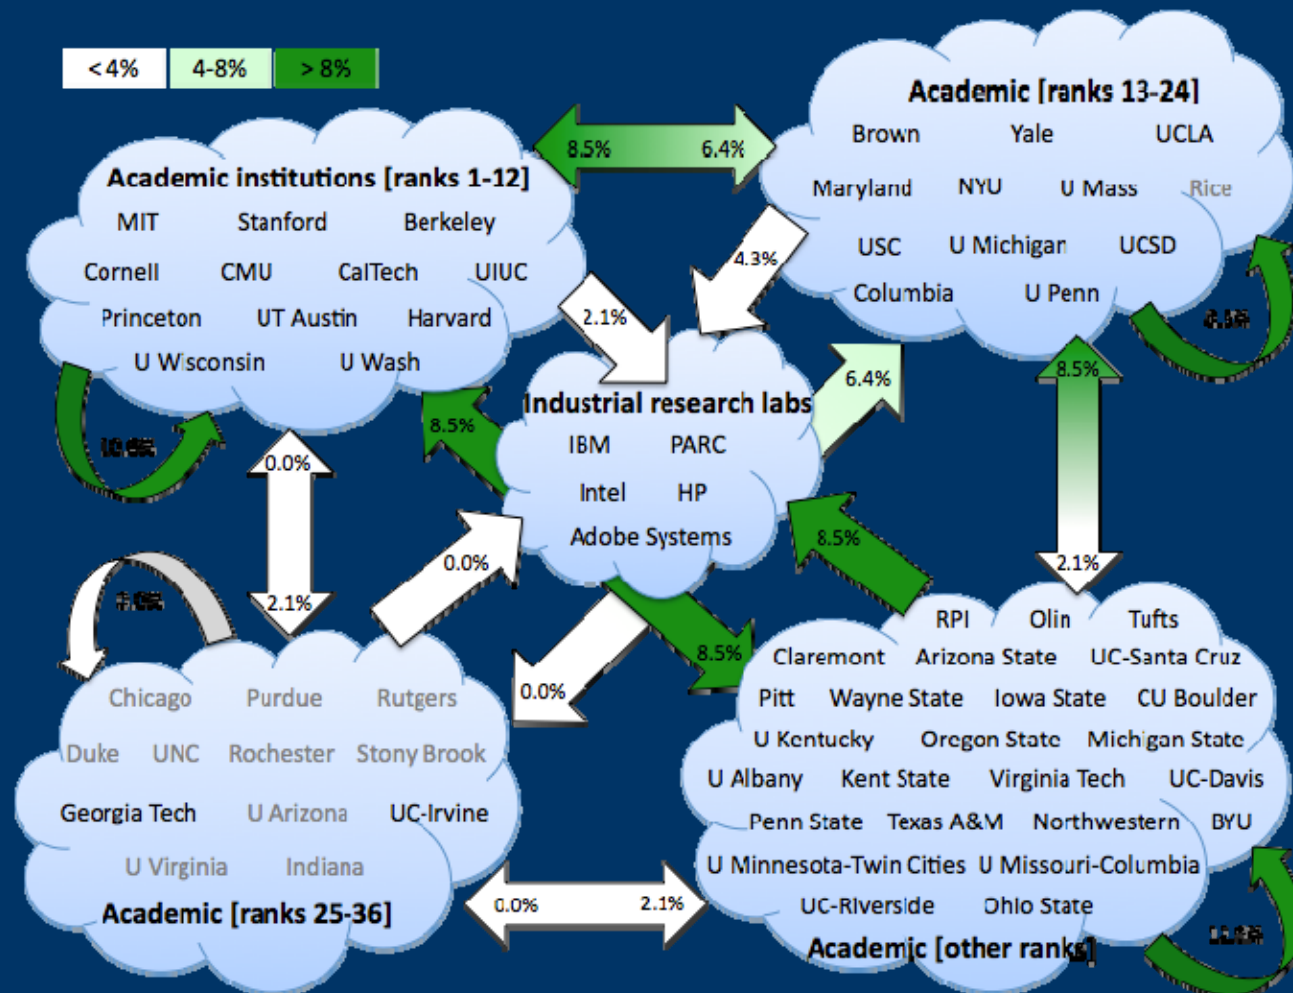 <4% 4-8% >8%
Academic [ranks 13-24]
Brown Yale UCLA
Maryland NYU U Mass Rice
USC U Michigan UCSD
Columbia U Penn
8.5% 6.4%
Academic institutions [ranks 1-12]
MIT Stanford Berkeley
Cornell CMU CalTech UIUC
Princeton UT Austin Harvard
U Wisconsin U Wash
4.3%
2.1%
6.4%
8.5%
8.5%
2.1%
Industrial research labs
IBM PARC
Intel HP
Adobe Systems
0.0%
2.1%
0.0%
8.5%
0.0%
8.5%
Chicago Purdue Rutgers
Duke UNC Rochester Stony Brook
Georgia Tech U Arizona UC-Irvine
U Virginia Indiana
Academic [ranks 25-36]
0.0% 2.1%
RPI Olin Tufts
Claremont Arizona State UC-Santa Cruz
Pitt Wayne State Iowa State CU Boulder
U Kentucky Oregon State Michigan State
U Albany Kent State Virginia Tech UC-Davis
Penn State Texas A&M Northwestern BYU
U Minnesota-Twin Cities U Missouri-Columbia
UC-Riverside Ohio State
Academic [other ranks]